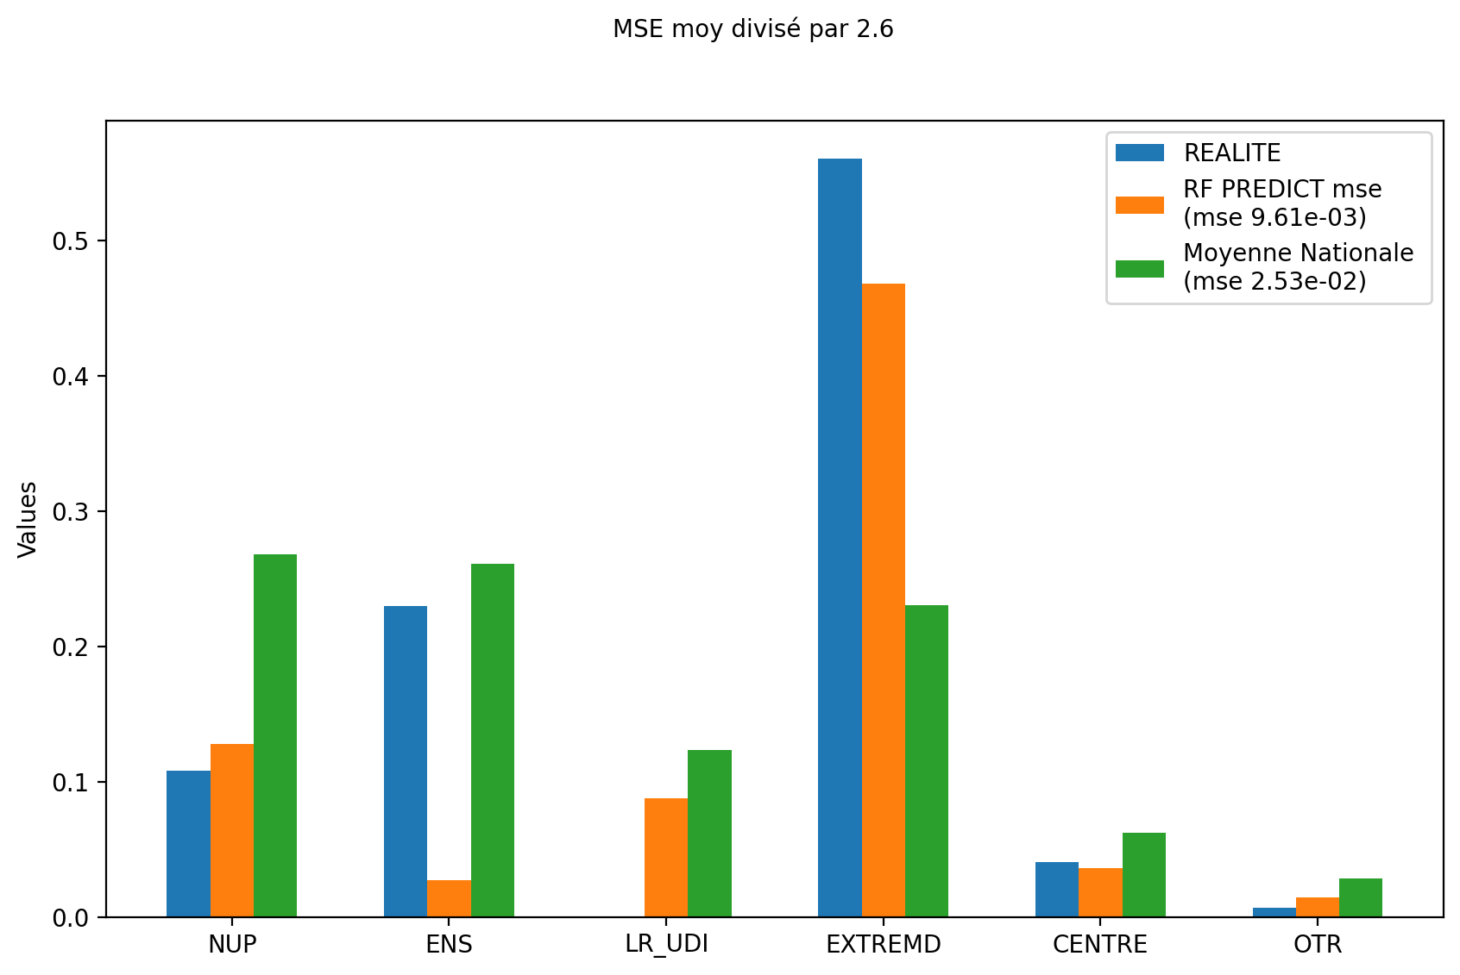 MSE moy divisé par 2.6
REALITE
RF PREDICT mse
(mse 9.61e-03)
Moyenne Nationale
(mse 2.53e-02)
Values
0.5
0.4
0.3
0.2
0.1
0.0
NUP ENS LR_UDI EXTREMD CENTRE OTR